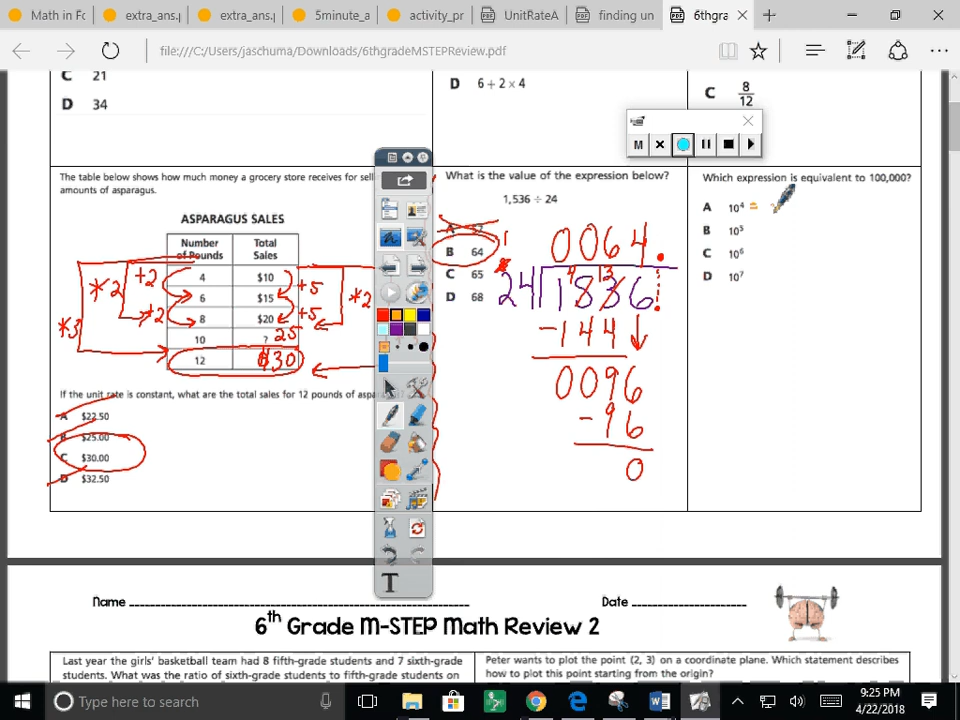 Math in Fo
extra_ans.
extra_ans.
5minute_a
activity_pr
UnitRateA
finding un
6thgra
file:///C:/Users/jaschuma/Downloads/6thgradeMSTEPReview.pdf
C 21
D 34
D 6 + 2 × 4
C 8/12
M
The table below shows how much money a grocery store receives for sell
amounts of asparagus.
ASPARAGUS SALES
Number of Pounds Total Sales
4 $10
6 $15
8 $20
10 ? 25
12 $30
+2
+2
*2
*3
+5
+5
*2
If the unit rate is constant, what are the total sales for 12 pounds of aspa
A $22.50
B $25.00
C $30.00
D $32.50
What is the value of the expression below?
1,536 ÷ 24
B 64
C 65
D 68
1
0064.
4 13
24 1836.
-144
0096
-96
0
Which expression is equivalent to 100,000?
A 10⁴ =
B 10⁵
C 10⁶
D 10⁷
T
Name
Date
6th Grade M-STEP Math Review 2
Last year the girls' basketball team had 8 fifth-grade students and 7 sixth-grade
students. What was the ratio of sixth-grade students to fifth-grade students on
Peter wants to plot the point (2, 3) on a coordinate plane. Which statement describes
how to plot this point starting from the origin?
Type here to search
9:25 PM
4/22/2018